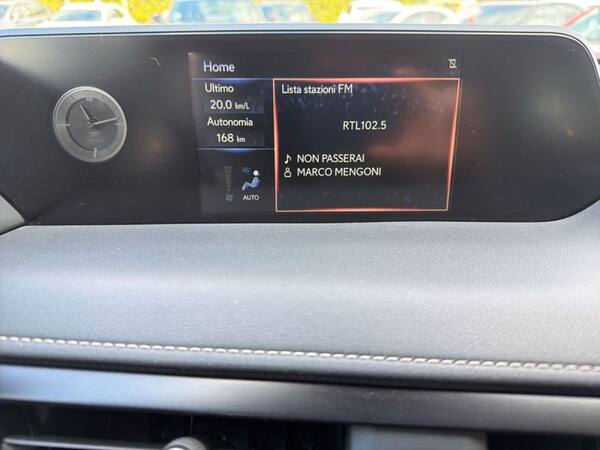 Home
Ultimo
20.0 km/L
Autonomia
168 km
AUTO
Lista stazioni FM
RTL102.5
NON PASSERAI
MARCO MENGONI